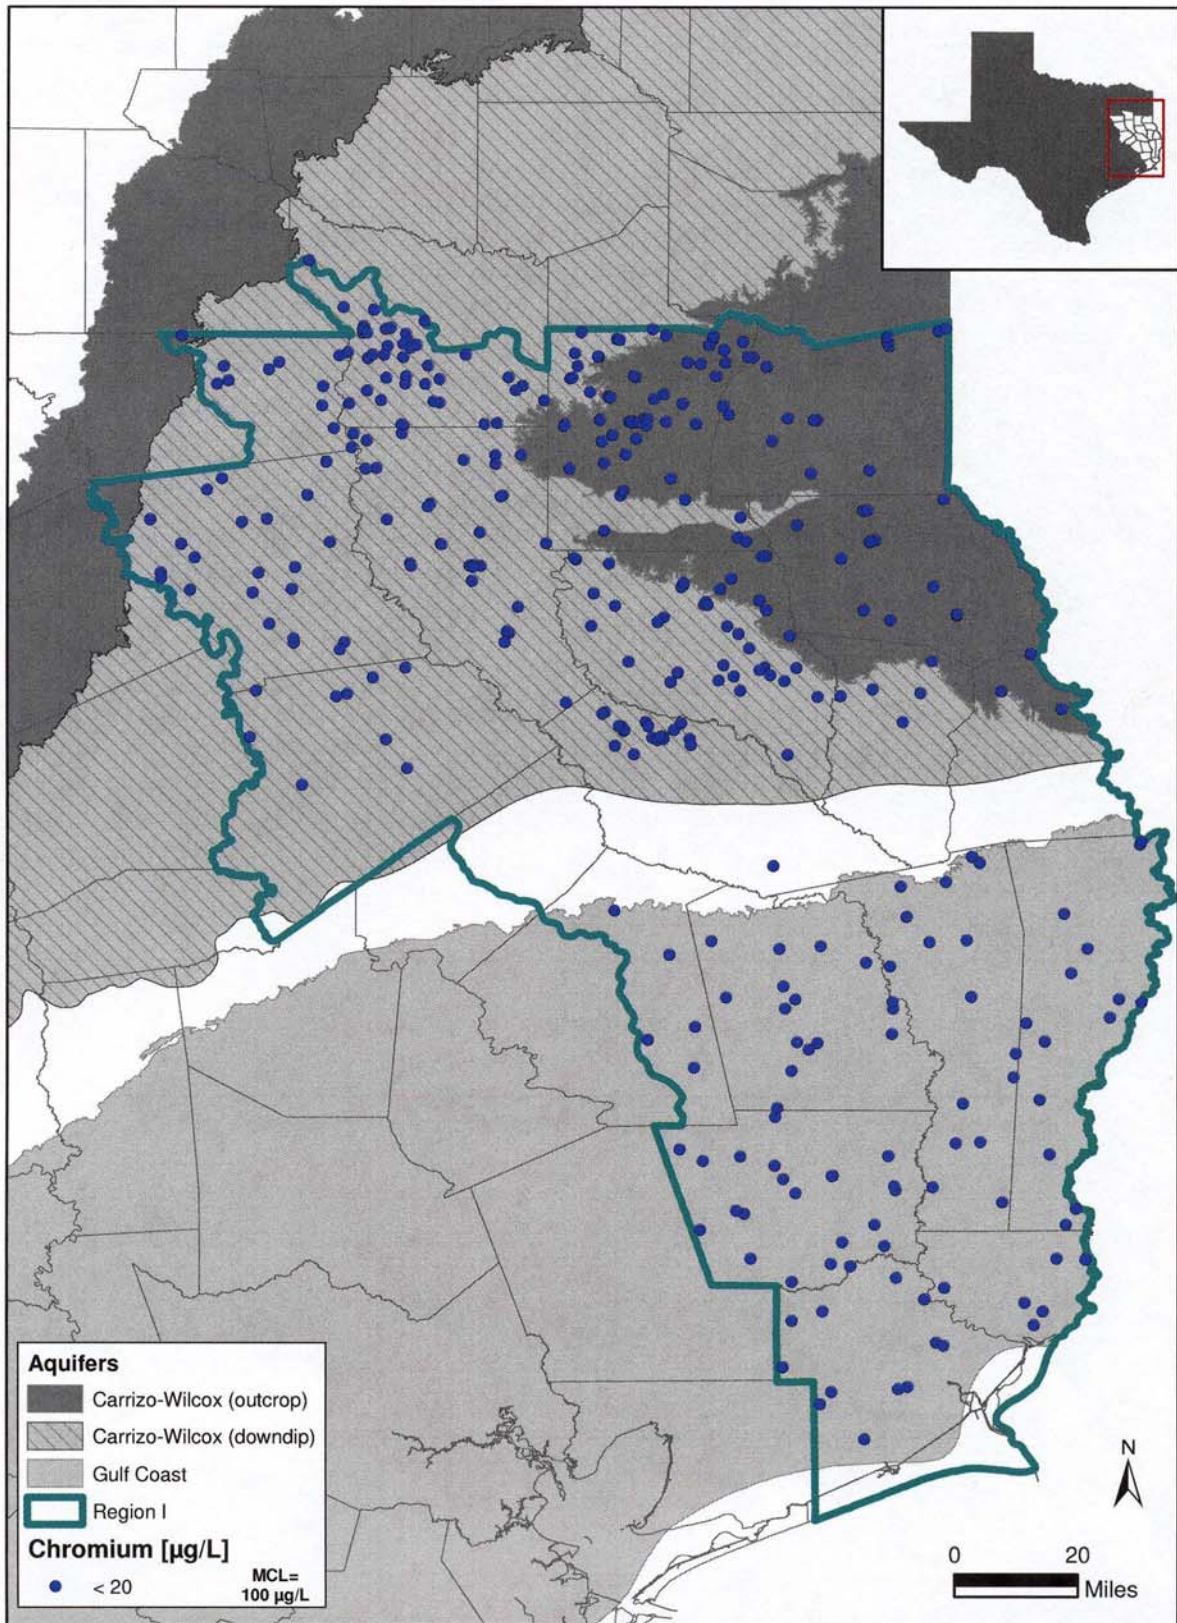 Aquifers
Carrizo-Wilcox (outcrop)
Carrizo-Wilcox (downdip)
Gulf Coast
Region I
Chromium [µg/L]
< 20
MCL=
100 µg/L
N
0 20
Miles